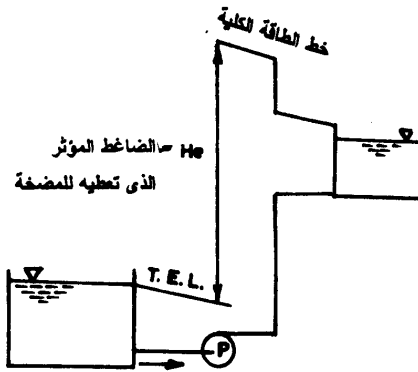 خط الطاقة الكلية
He = الضاغط المؤثر
الذى تعطيه للمضخة
T. E. L.
P